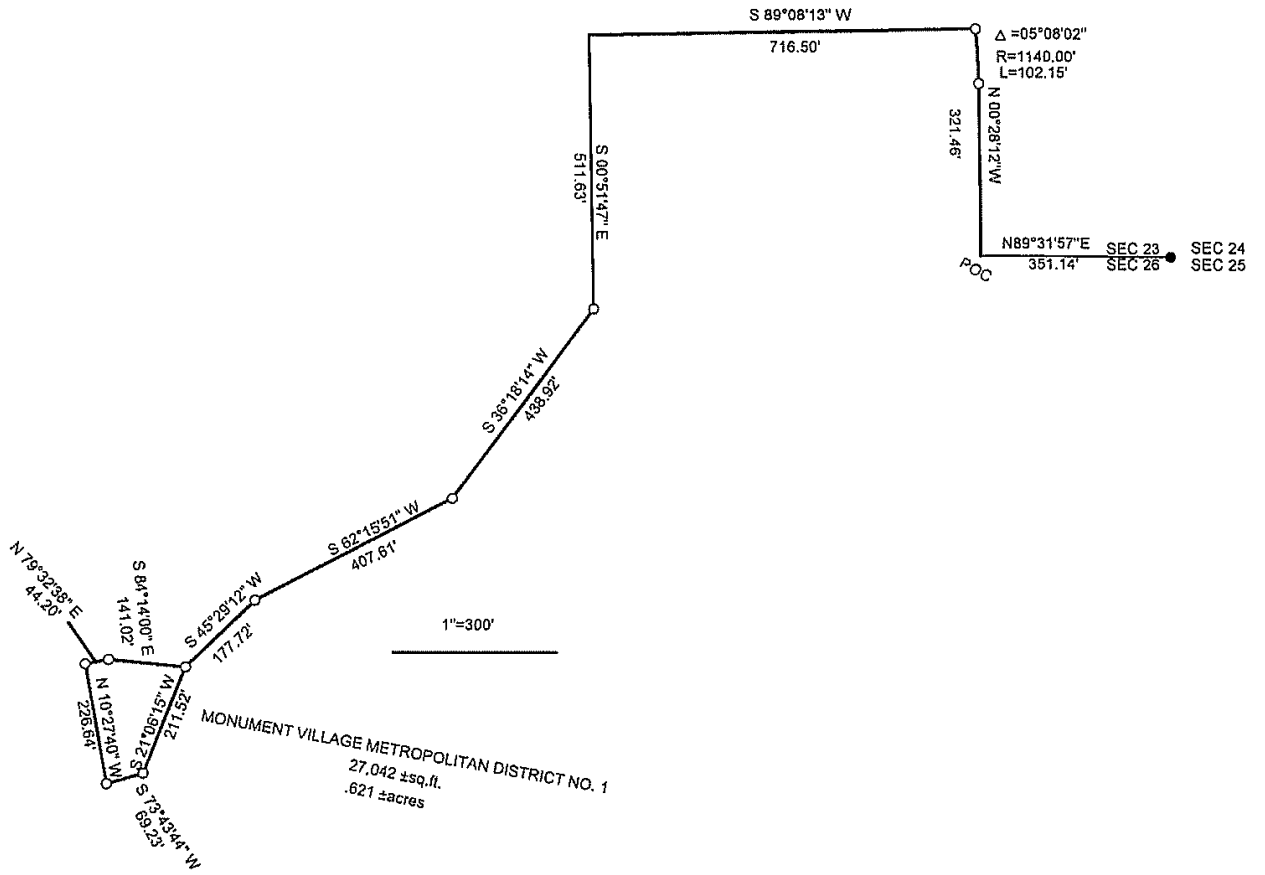 S 89°08'13" W
716.50'
△ =05°08'02"
R=1140.00'
L=102.15'
N 00°28'12"W
321.46'
N89°31'57"E
351.14'
SEC 23
SEC 26
SEC 24
SEC 25
POC
S 00°51'47" E
511.63'
S 36°18'14" W
438.92'
S 62°15'51" W
407.61'
S 45°29'12" W
177.72'
N 79°32'38" E
44.20'
S 84°14'00" E
141.02'
1"=300'
N 10°27'40" W
226.64'
S 21°06'15" W
211.52'
S 73°43'44" W
69.23'
MONUMENT VILLAGE METROPOLITAN DISTRICT NO. 1
27,042 ±sq.ft.
.621 ±acres